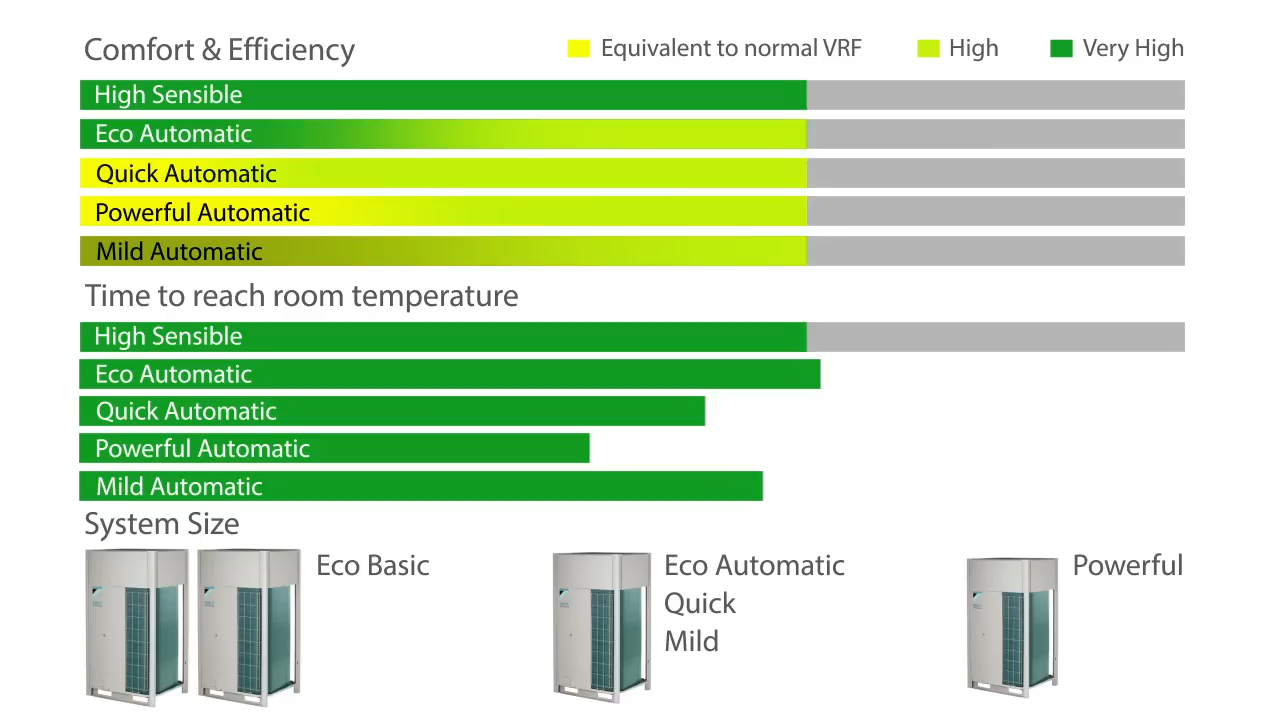 Comfort & Efficiency
Equivalent to normal VRF
High
Very High
High Sensible
Eco Automatic
Quick Automatic
Powerful Automatic
Mild Automatic
Time to reach room temperature
High Sensible
Eco Automatic
Quick Automatic
Powerful Automatic
Mild Automatic
System Size
Eco Basic
Eco Automatic
Quick
Mild
Powerful